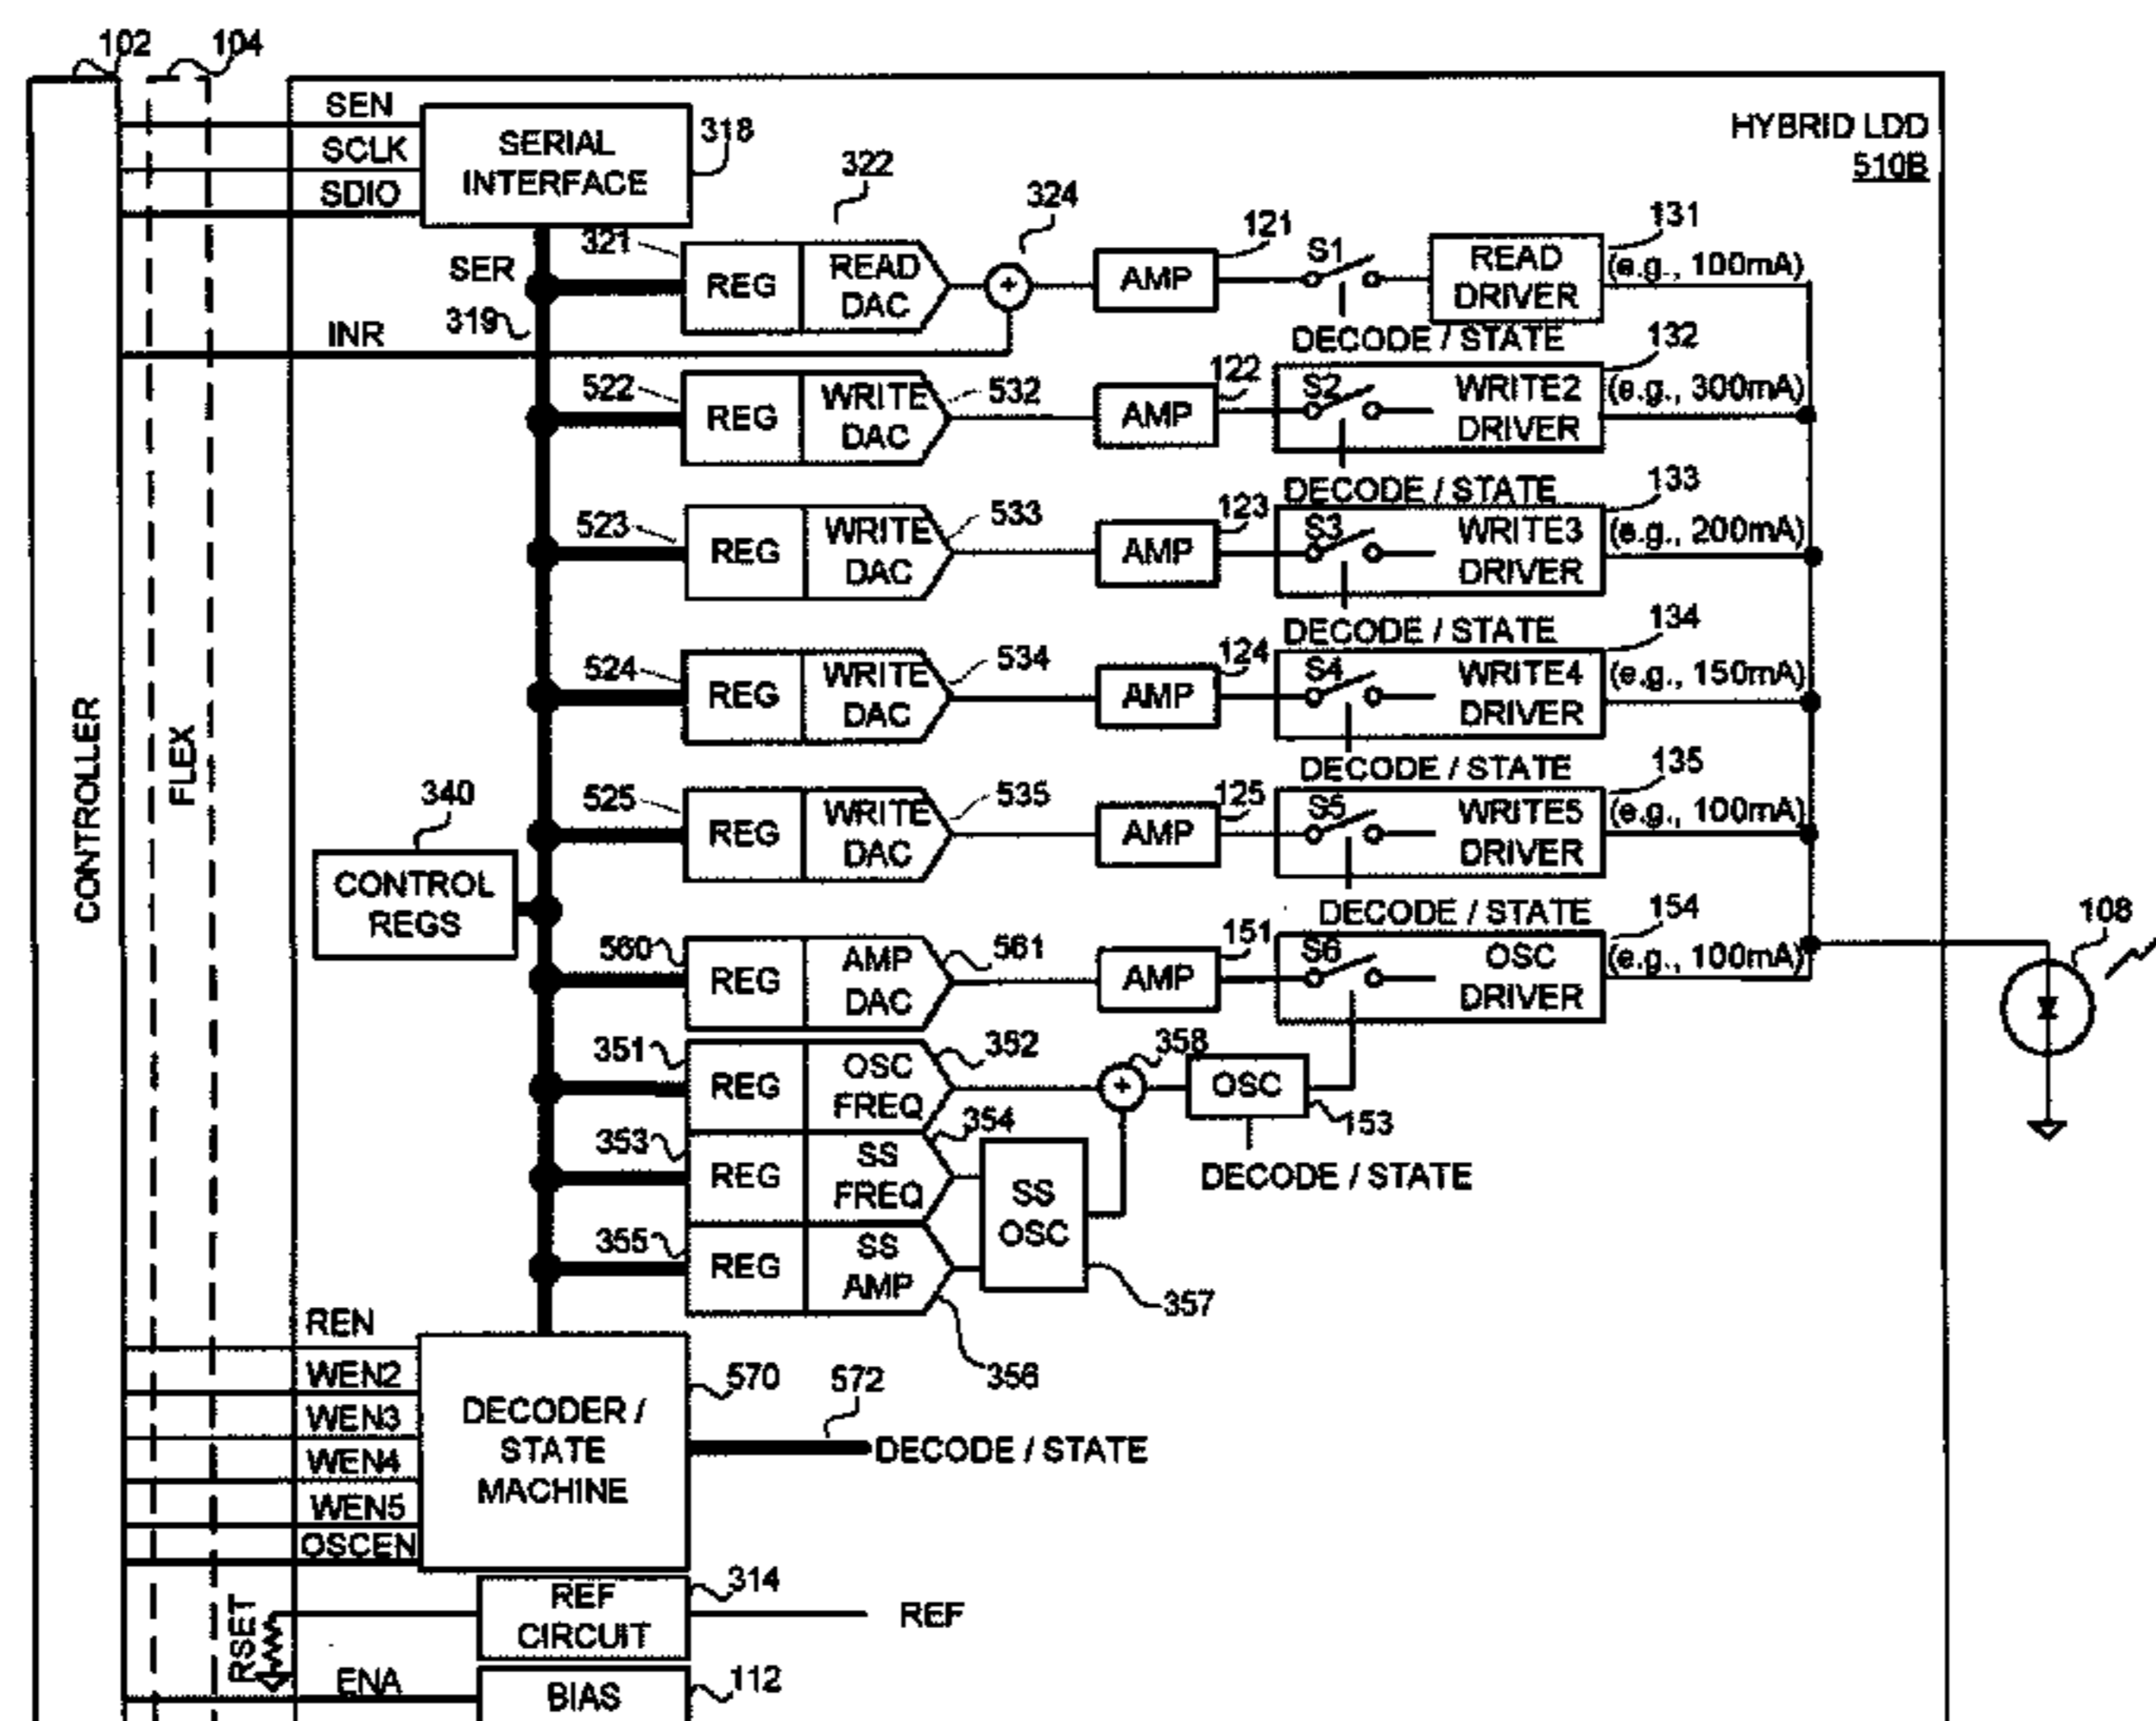 102
104
SEN
SCLK
SDIO
SERIAL
INTERFACE
318
HYBRID LDD
510B
322
324
321
SER
319
INR
REG
READ
DAC
+
121
AMP
S1
131
READ
DRIVER
(e.g., 100mA)
DECODE / STATE
522
REG
WRITE
DAC
532
122
AMP
S2
132
WRITE2
DRIVER
(e.g., 300mA)
DECODE / STATE
523
REG
WRITE
DAC
533
123
AMP
S3
133
WRITE3
DRIVER
(e.g., 200mA)
DECODE / STATE
524
REG
WRITE
DAC
534
124
AMP
S4
134
WRITE4
DRIVER
(e.g., 150mA)
DECODE / STATE
CONTROLLER
FLEX
340
CONTROL
REGS
525
REG
WRITE
DAC
535
125
AMP
S5
135
WRITE5
DRIVER
(e.g., 100mA)
DECODE / STATE
560
REG
AMP
DAC
561
151
AMP
S6
154
OSC
DRIVER
(e.g., 100mA)
108
351
REG
OSC
FREQ
352
358
+
OSC
153
DECODE / STATE
353
REG
SS
FREQ
354
SS
OSC
357
355
REG
SS
AMP
356
REN
WEN2
WEN3
WEN4
WEN5
OSCEN
DECODER /
STATE
MACHINE
570
572
DECODE / STATE
RSET
REF
CIRCUIT
314
REF
ENA
BIAS
112